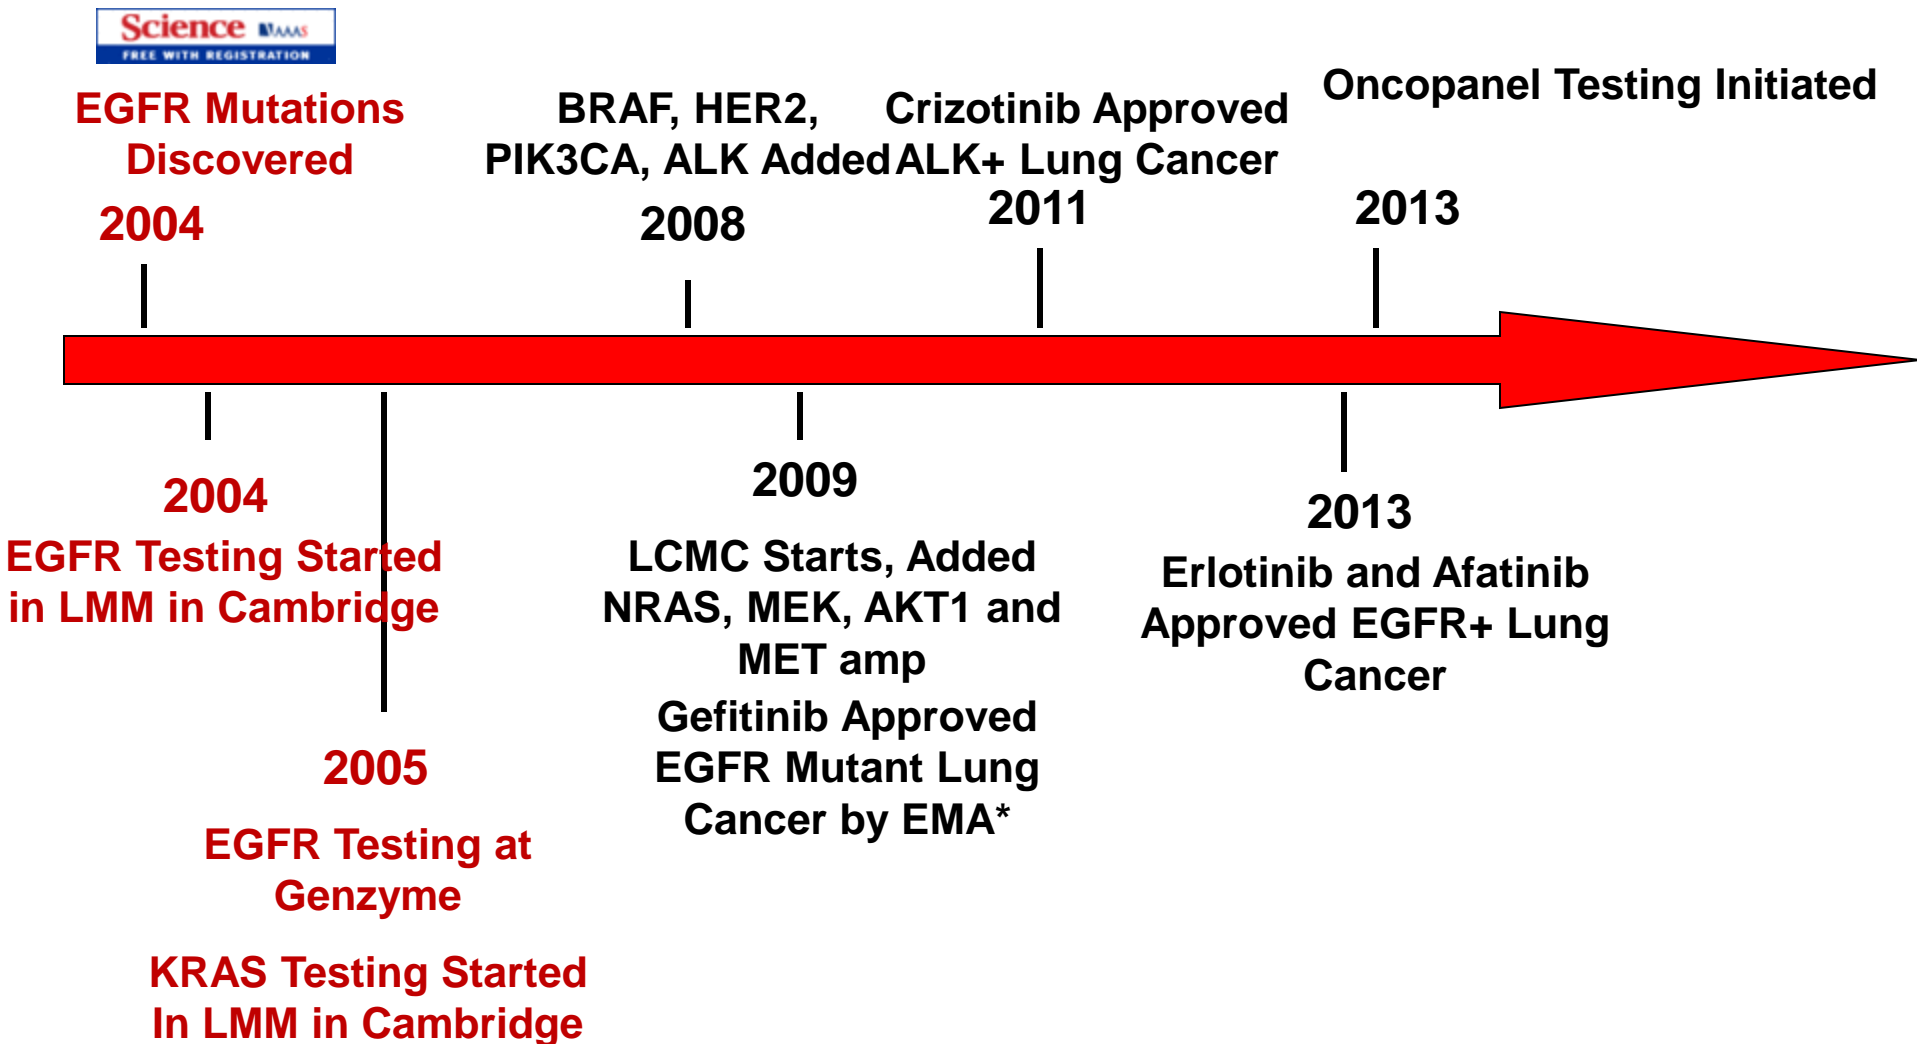 Science AAAS
FREE WITH REGISTRATION
EGFR Mutations
Discovered
2004
BRAF, HER2,
PIK3CA, ALK Added
2008
Crizotinib Approved
ALK+ Lung Cancer
2011
Oncopanel Testing Initiated
2013
2004
EGFR Testing Started
in LMM in Cambridge
2005
EGFR Testing at
Genzyme
KRAS Testing Started
In LMM in Cambridge
2009
LCMC Starts, Added
NRAS, MEK, AKT1 and
MET amp
Gefitinib Approved
EGFR Mutant Lung
Cancer by EMA*
2013
Erlotinib and Afatinib
Approved EGFR+ Lung
Cancer